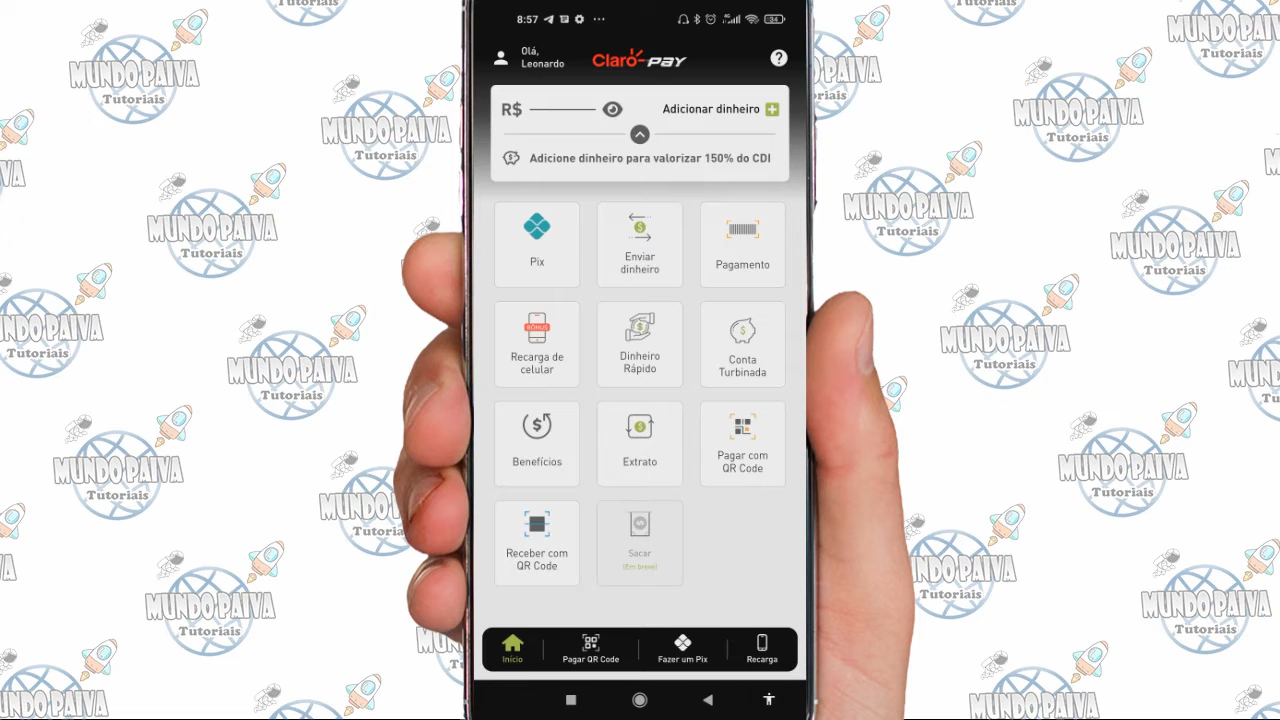 8:57
34
Olá,
Leonardo
Claro-pay
?
R$
Adicionar dinheiro
Adicione dinheiro para valorizar 150% do CDI
Pix
Enviar
dinheiro
Pagamento
BÔNUS
Recarga de
celular
Dinheiro
Rápido
Conta
Turbinada
Benefícios
Extrato
Pagar com
QR Code
Receber com
QR Code
Sacar
(Em breve)
Início
Pagar QR Code
Fazer um Pix
Recarga
MUNDO PAIVA
Tutoriais